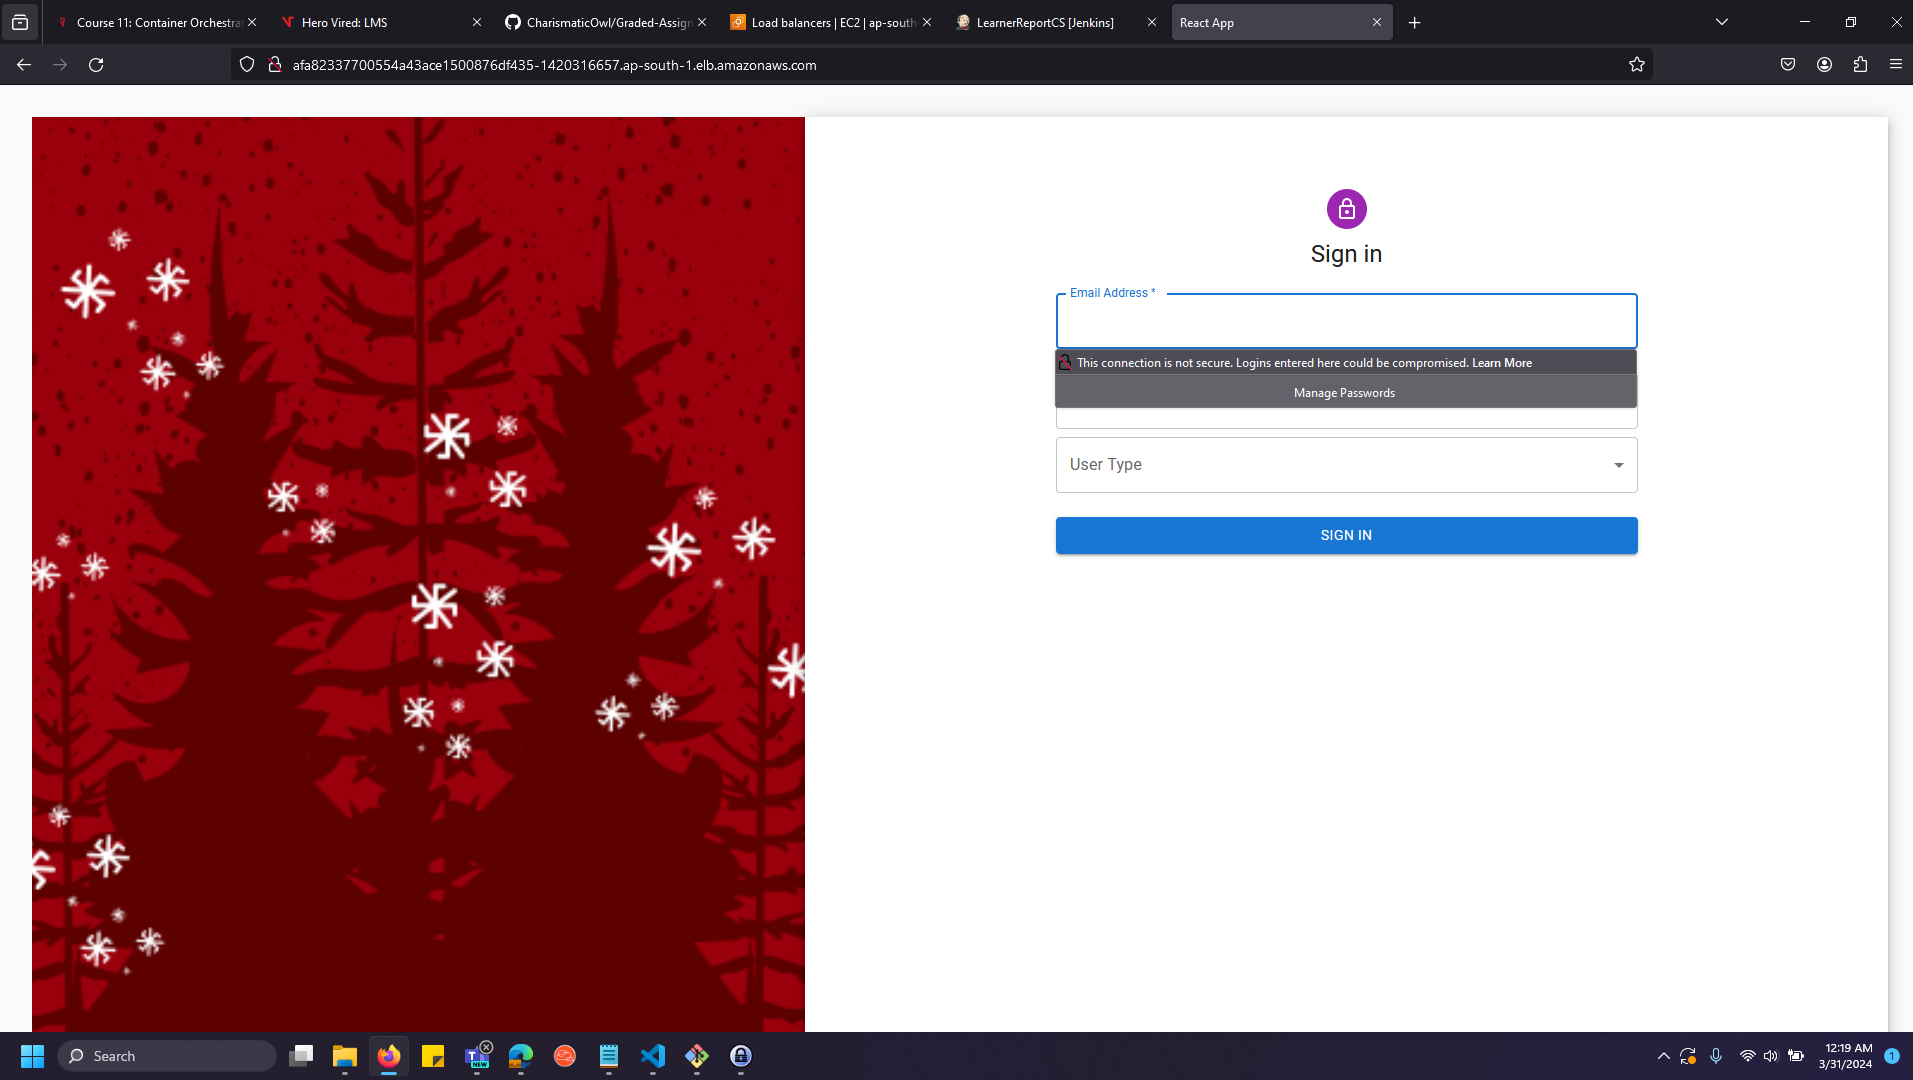 Course 11: Container Orchestra
Hero Vired: LMS
CharismaticOwl/Graded-Assign
Load balancers | EC2 | ap-south
LearnerReportCS [Jenkins]
React App
afa82337700554a43ace1500876df435-1420316657.ap-south-1.elb.amazonaws.com
Sign in
Email Address *
This connection is not secure. Logins entered here could be compromised. Learn More
Manage Passwords
User Type
SIGN IN
Search
NEW
12:19 AM
3/31/2024
1